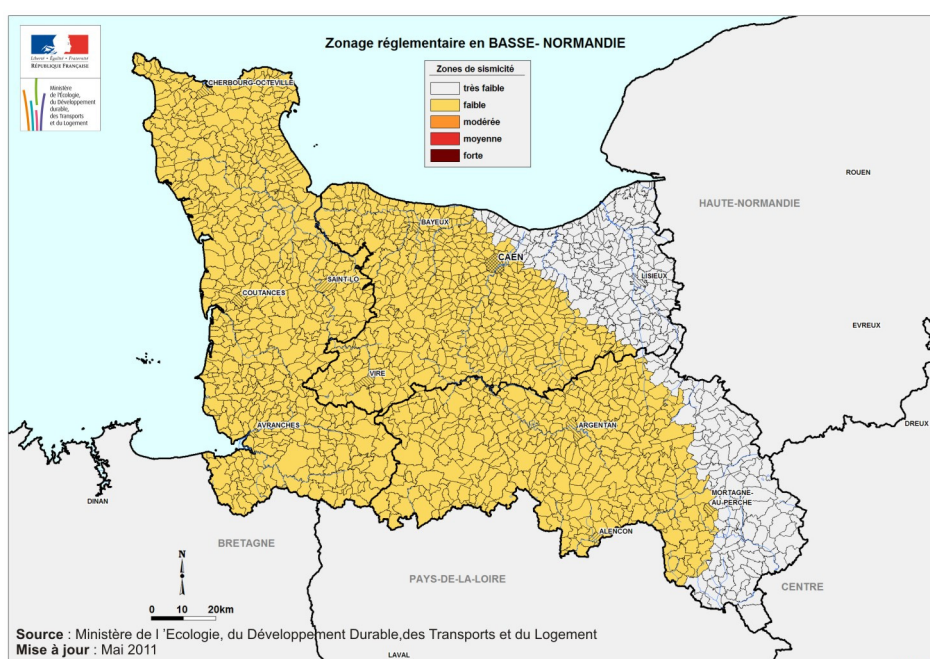 Zonage réglementaire en BASSE- NORMANDIE
Liberté • Égalité • Fraternité
RÉPUBLIQUE FRANÇAISE
Ministère
de l'Écologie,
du Développement
durable,
des Transports
et du Logement
Zones de sismicité
très faible
faible
modérée
moyenne
forte
CHERBOURG-OCTEVILLE
ROUEN
HAUTE-NORMANDIE
BAYEUX
CAEN
LISIEUX
SAINT-LO
COUTANCES
EVREUX
VIRE
AVRANCHES
ARGENTAN
DREUX
DINAN
MORTAGNE-
AU-PERCHE
ALENCON
BRETAGNE
PAYS-DE-LA-LOIRE
CENTRE
N
0 10 20km
Source : Ministère de l 'Ecologie, du Développement Durable,des Transports et du Logement
Mise à jour : Mai 2011
LAVAL